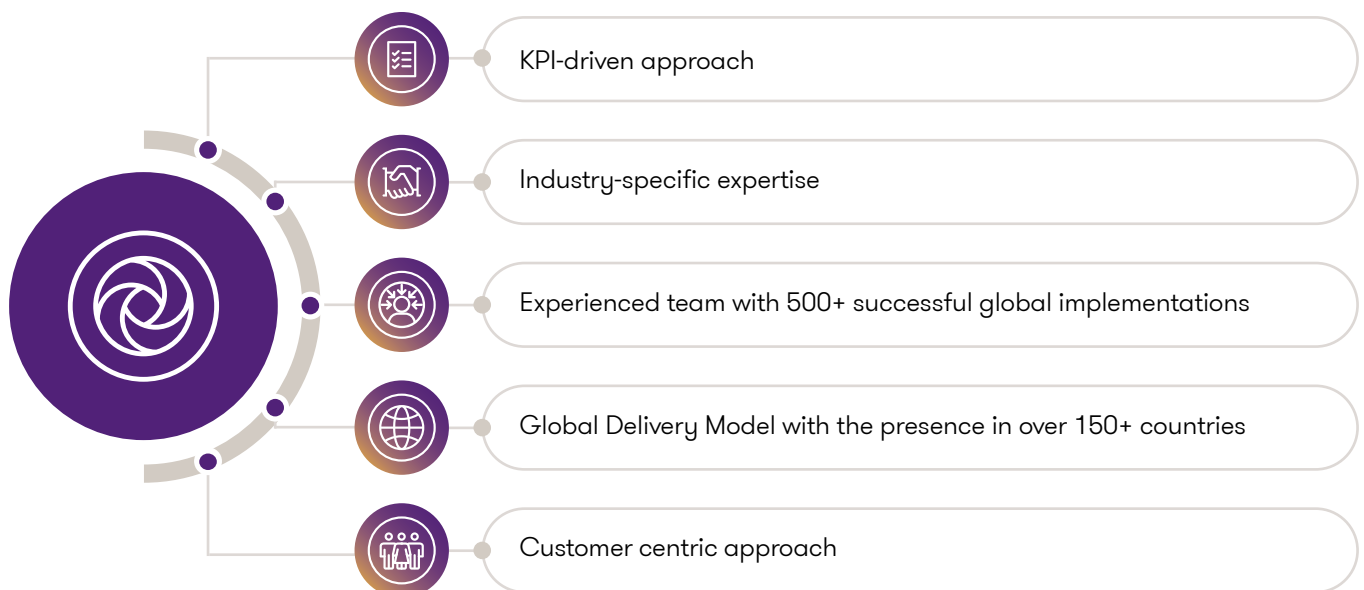 KPI-driven approach
Industry-specific expertise
Experienced team with 500+ successful global implementations
Global Delivery Model with the presence in over 150+ countries
Customer centric approach